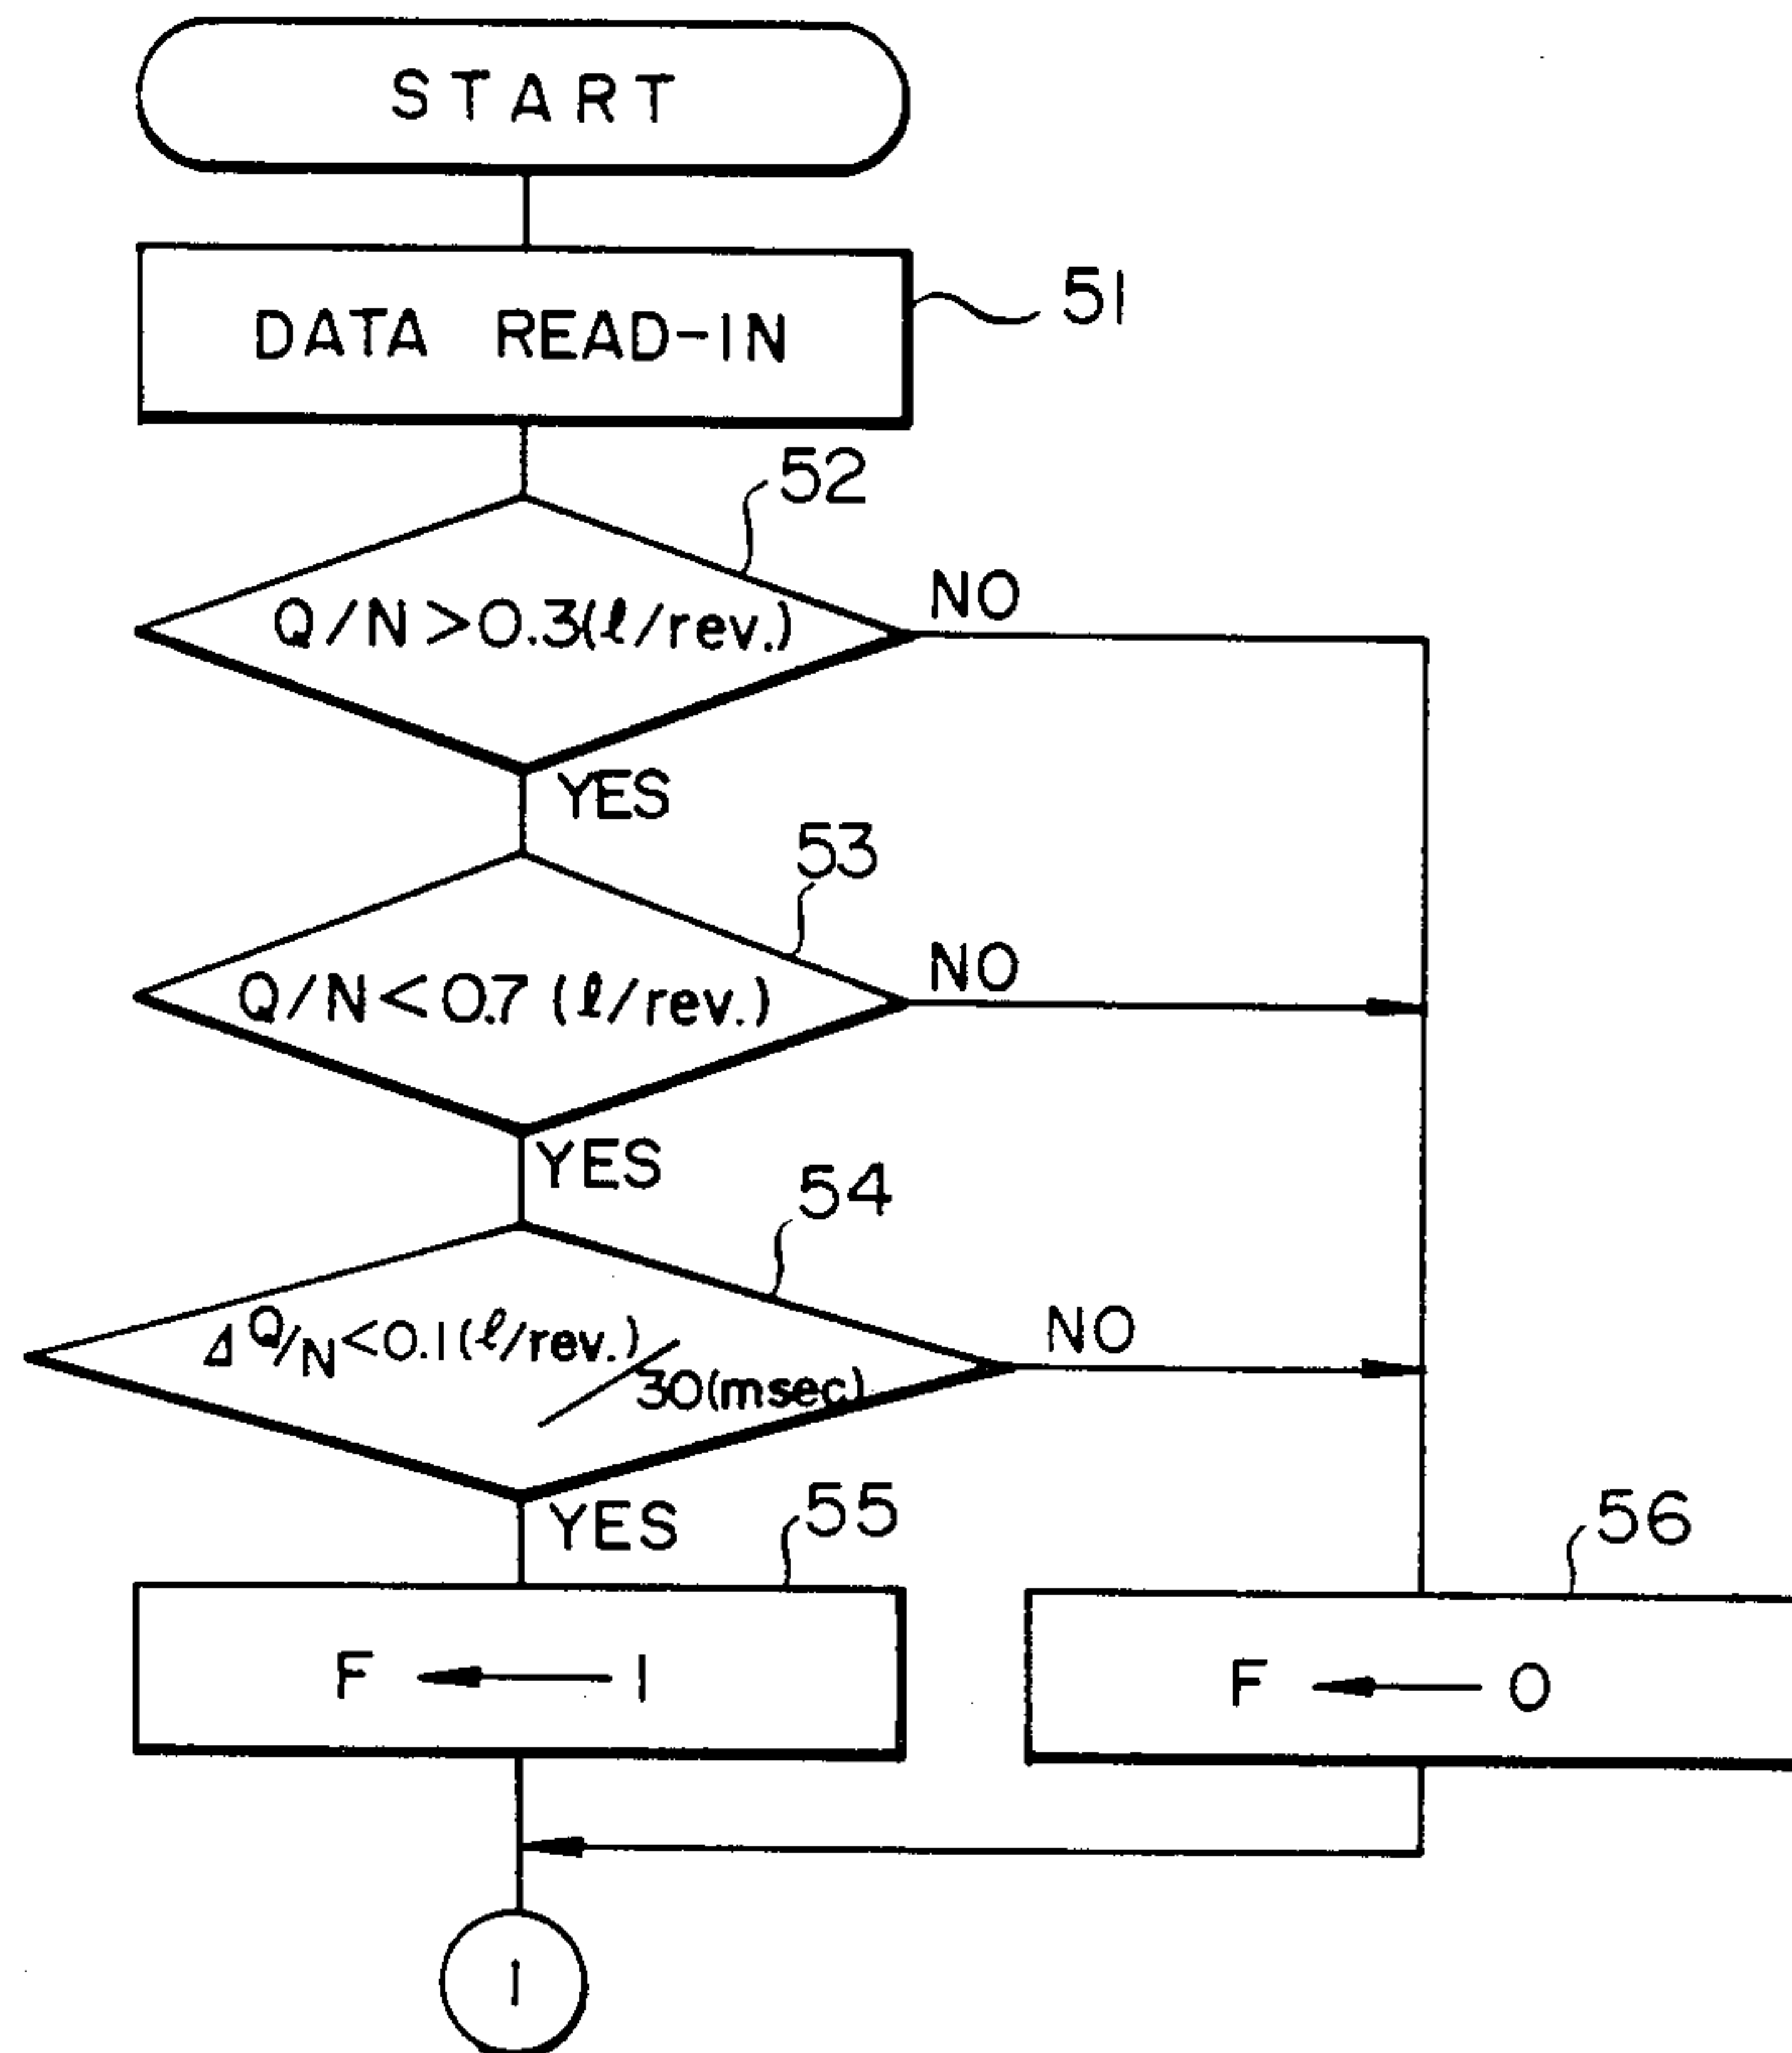 START
DATA READ-IN
51
52
Q/N>0.3(ℓ/rev.)
NO
YES
53
Q/N<0.7(ℓ/rev.)
NO
YES
54
ΔQ/N<0.1(ℓ/rev.)/30(msec)
NO
YES
55
F ← 1
56
F ← 0
1